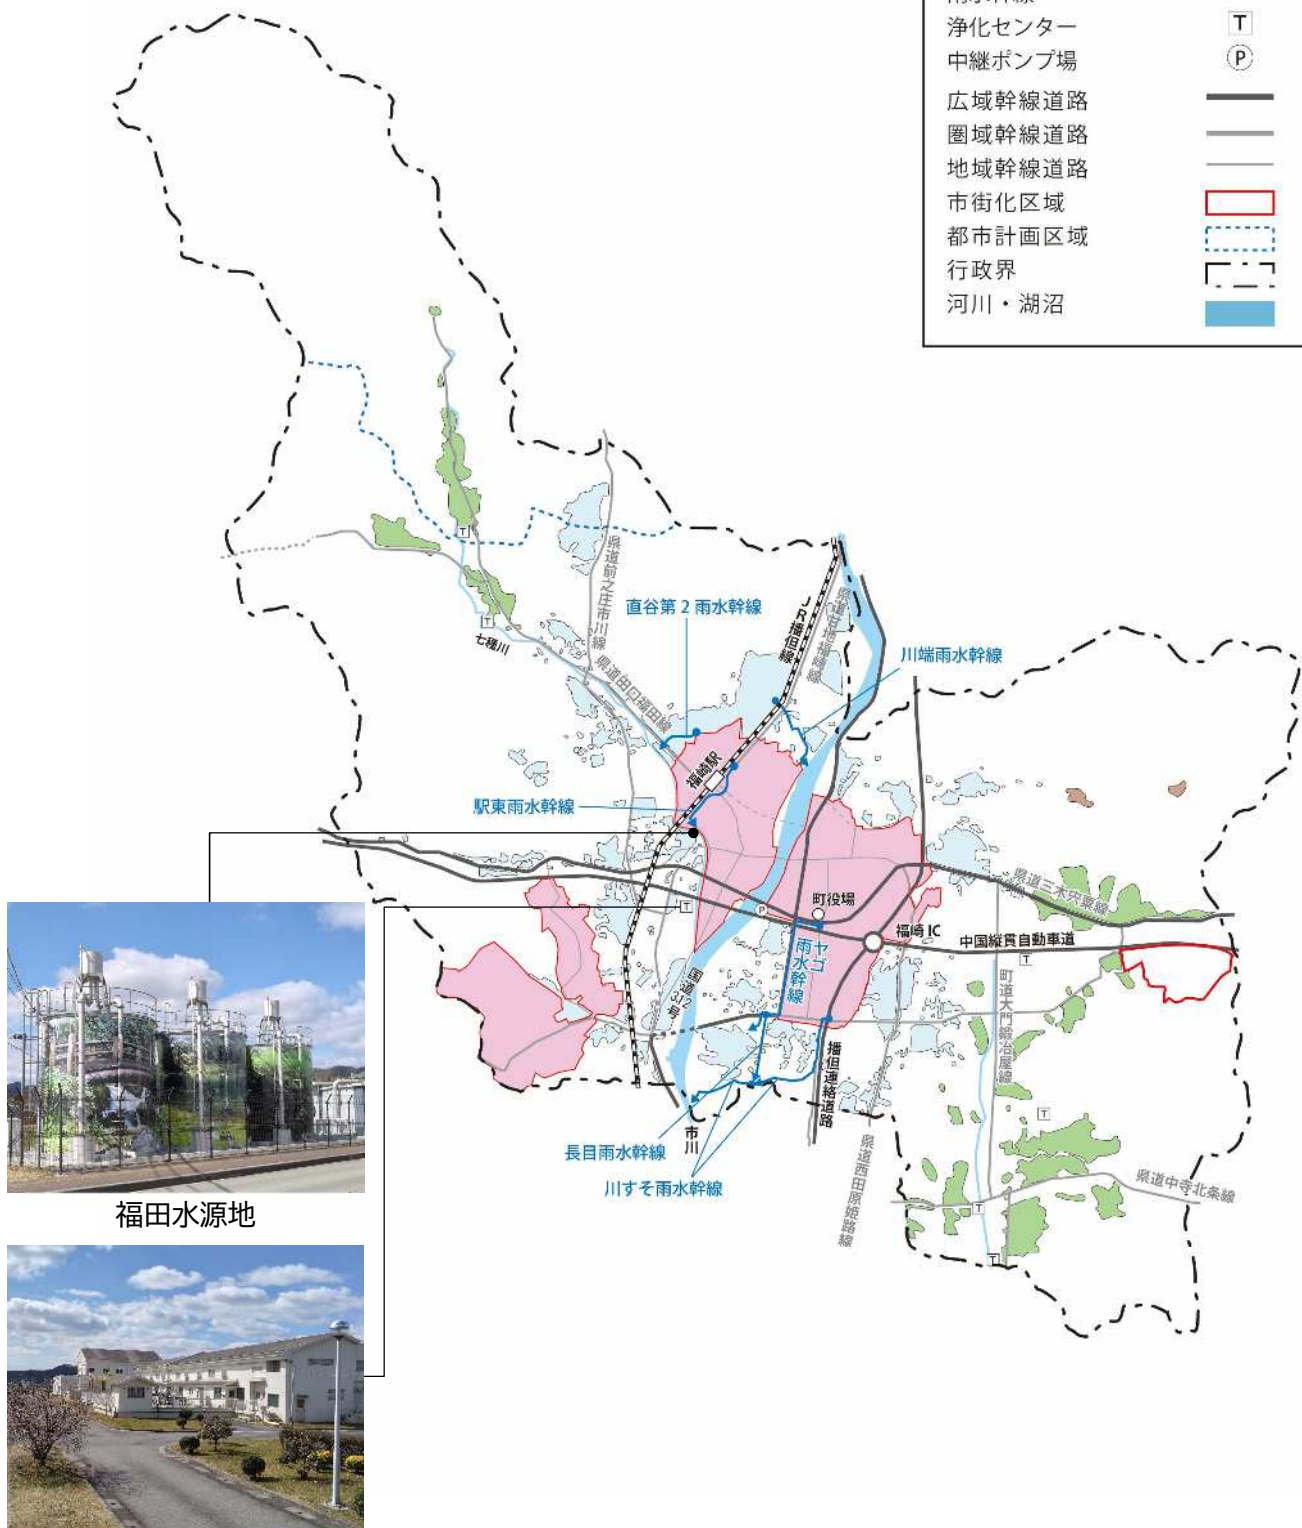 浄化センター T
中継ポンプ場 P
広域幹線道路
圏域幹線道路
地域幹線道路
市街化区域
都市計画区域
行政界
河川・湖沼
県道前之庄市川線
直谷第2雨水幹線
JR播但線
県道甘地福崎線
川端雨水幹線
T
T
七種川
県道田口福田線
福崎駅
駅東雨水幹線
県道三木宍粟線
町役場
P
T
福崎IC
中国縦貫自動車道
T
ヤゴ
雨水幹線
国道312号
町道大門鍛冶屋線
播但連絡道路
T
市川
長目雨水幹線
川すそ雨水幹線
県道西田原姫路線
県道中寺北条線
T
T
福田水源地